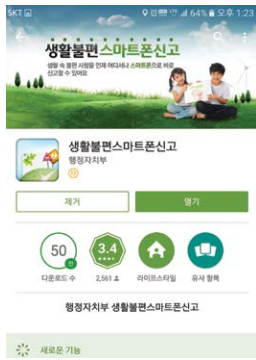 SKT
LTE
64%
오후 1:23
생활불편스마트폰신고
생활 속 불편 사항을 언제 어디서나 스마트폰으로 바로
신고할 수 있어요
생활불편스마트폰신고
행정자치부
제거
열기
50
만
3.4
다운로드 수
2,561
라이프스타일
유사 항목
행정자치부 생활불편스마트폰신고
새로운 기능